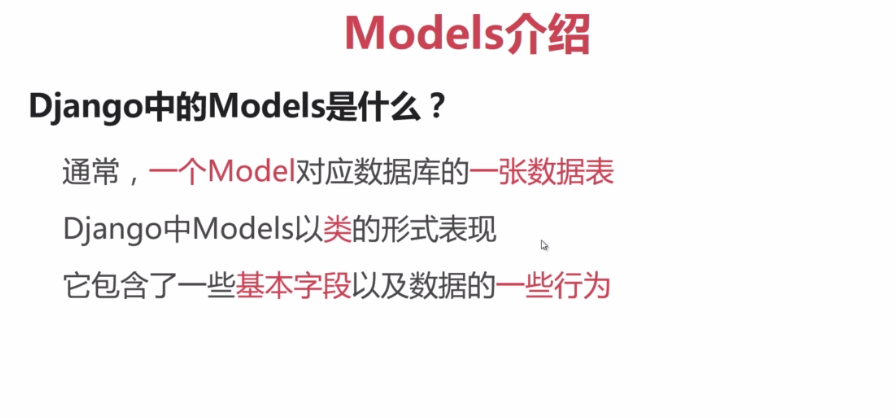 Models介绍
Django中的Models是什么？
通常，一个Model对应数据库的一张数据表
Django中Models以类的形式表现
它包含了一些基本字段以及数据的一些行为